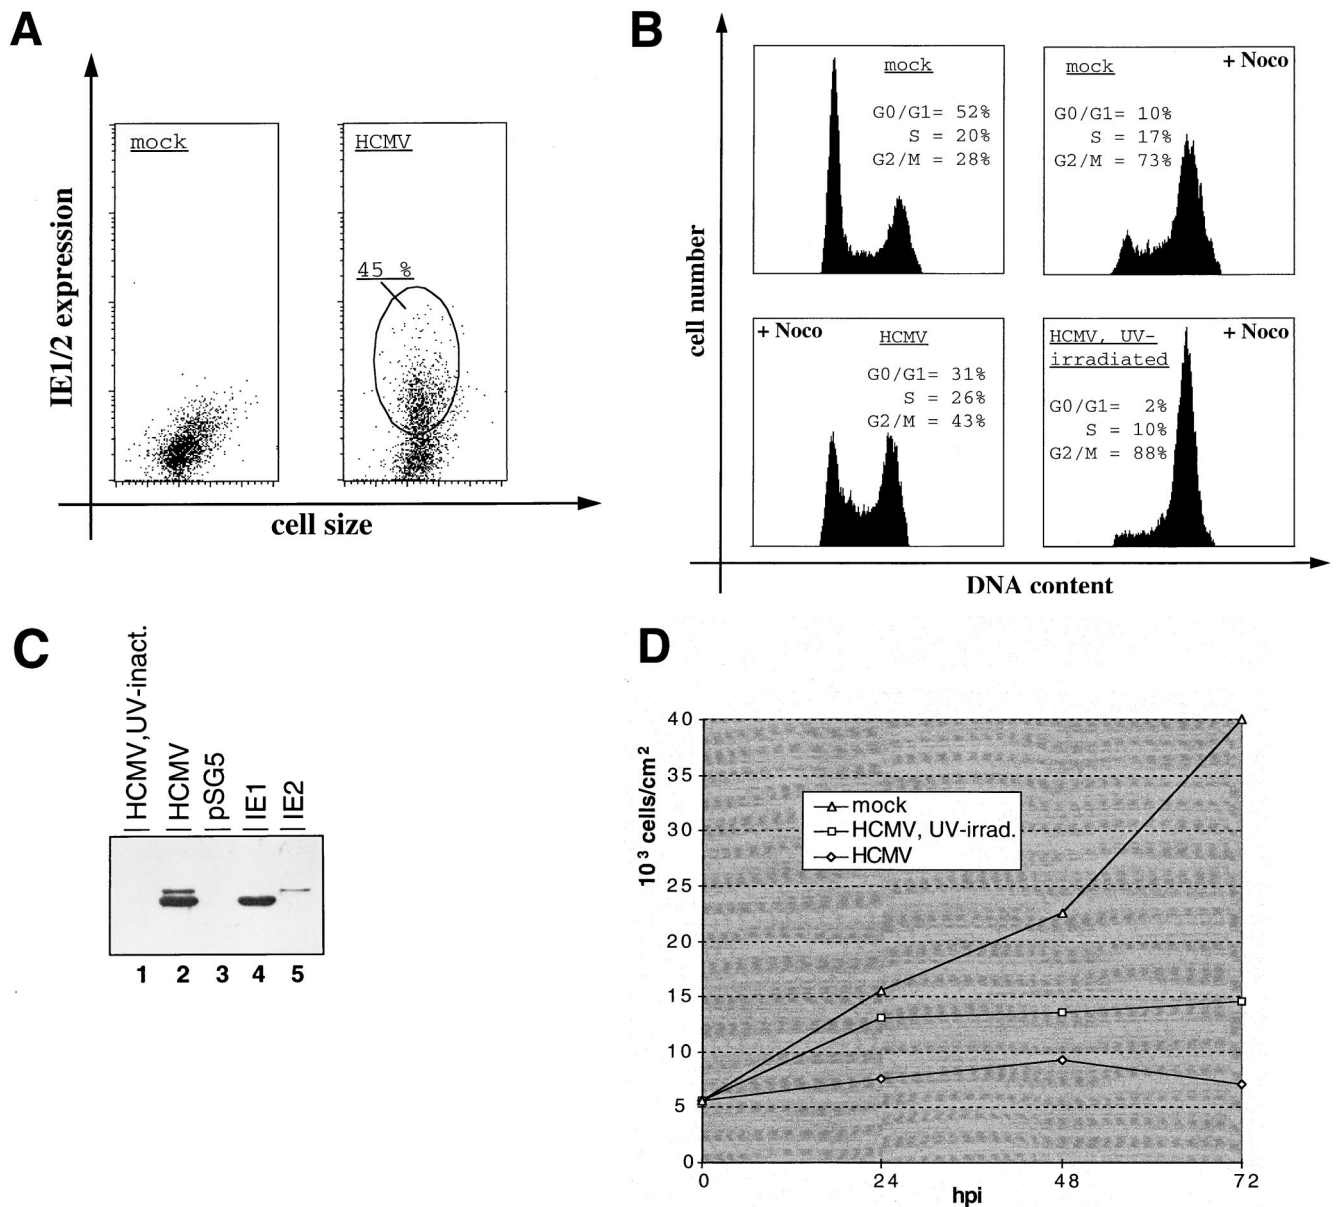 A
IE1/2 expression
mock
HCMV
45 %
cell size
B
cell number
mock
G0/G1= 52%
S = 20%
G2/M = 28%
+ Noco
mock
G0/G1= 10%
S = 17%
G2/M = 73%
+ Noco
HCMV
G0/G1= 31%
S = 26%
G2/M = 43%
HCMV, UV-
irradiated
+ Noco
G0/G1= 2%
S = 10%
G2/M = 88%
DNA content
C
HCMV,UV-inact.
HCMV
pSG5
IE1
IE2
1 2 3 4 5
D
10³ cells/cm²
40
35
30
25
20
15
10
5
0
mock
HCMV, UV-irrad.
HCMV
0 24 48 72
hpi